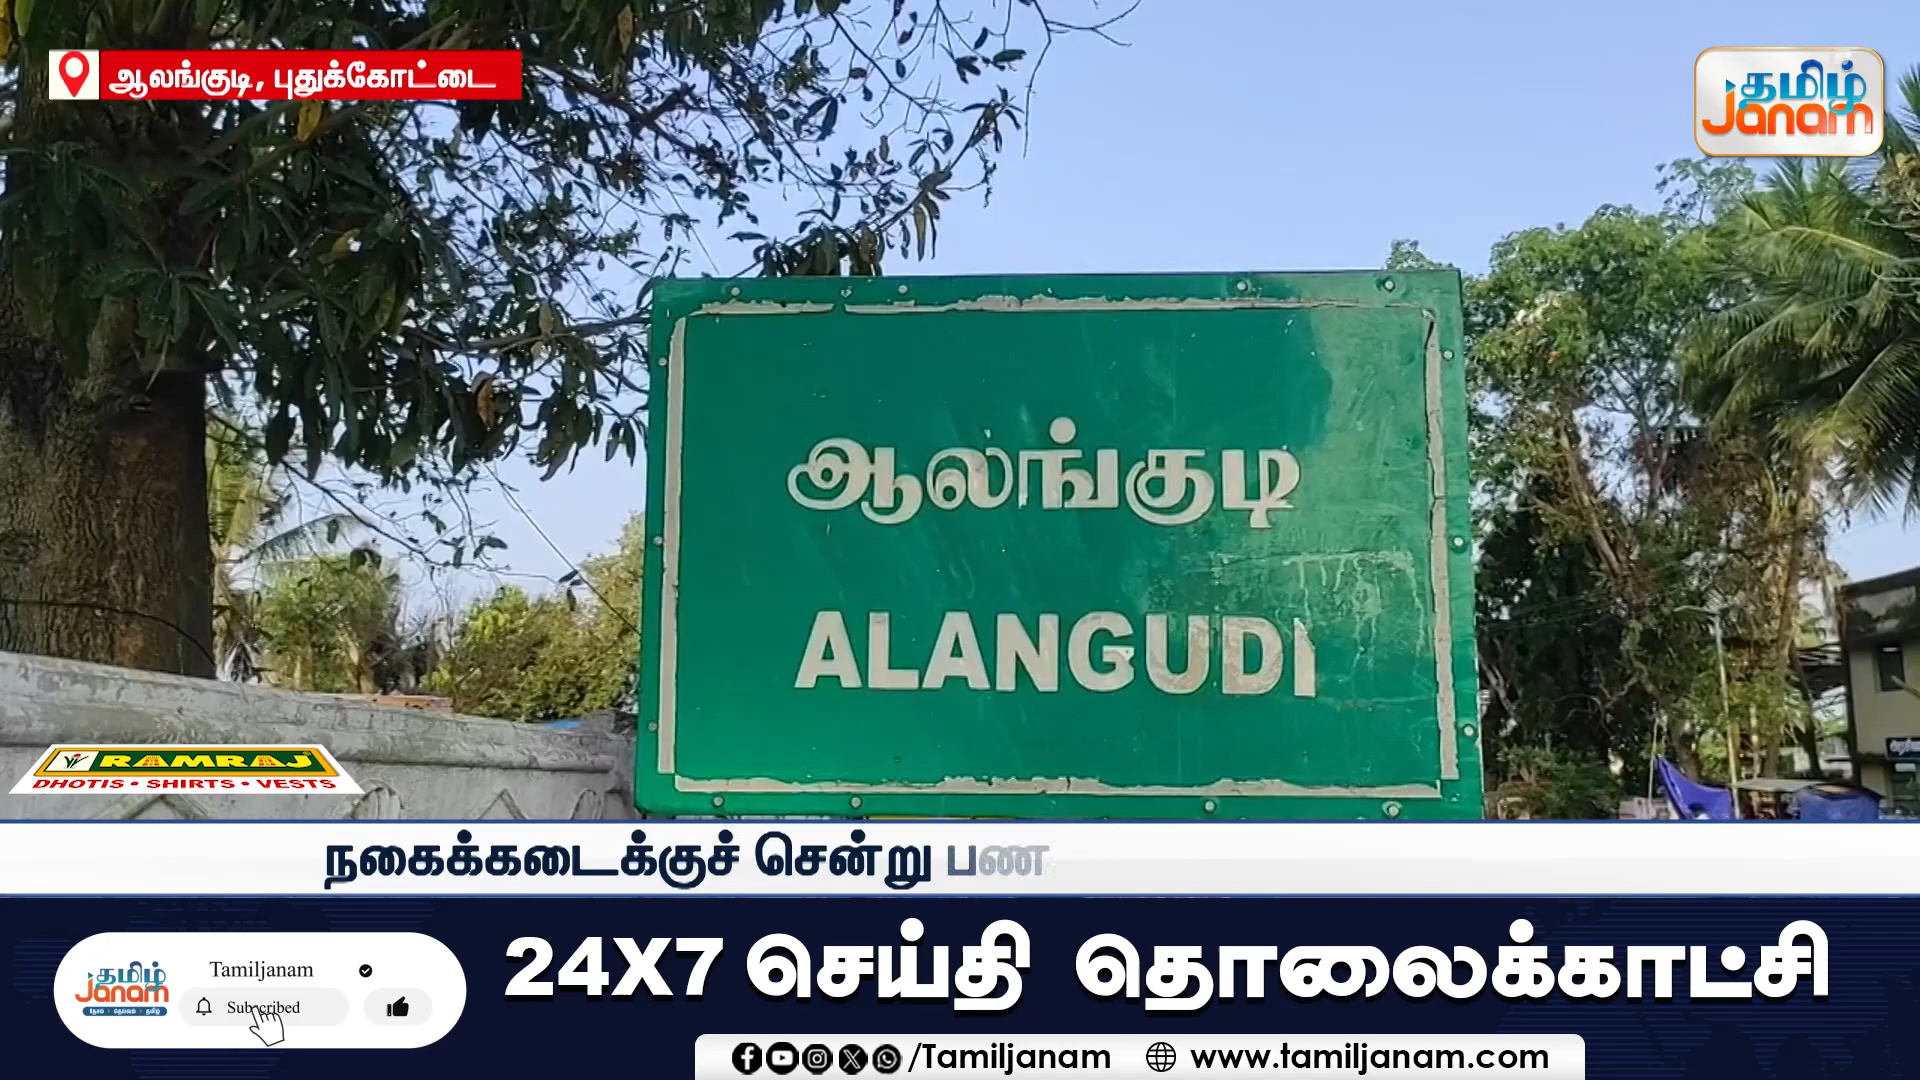 ஆலங்குடி, புதுக்கோட்டை
தமிழ்
Janam
ஆலங்குடி
ALANGUDI
RAMRAJ
DHOTIS • SHIRTS • VESTS
நகைக்கடைக்குச் சென்று பண
தமிழ்
Janam
Tamiljanam
Subscribed
24X7 செய்தி தொலைக்காட்சி
/Tamiljanam www.tamiljanam.com